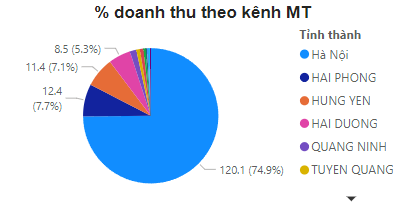 % doanh thu theo kênh MT
8.5 (5.3%)
11.4 (7.1%)
12.4
(7.7%)
120.1 (74.9%)
Tỉnh thành
Hà Nội
HAI PHONG
HUNG YEN
HAI DUONG
QUANG NINH
TUYEN QUANG